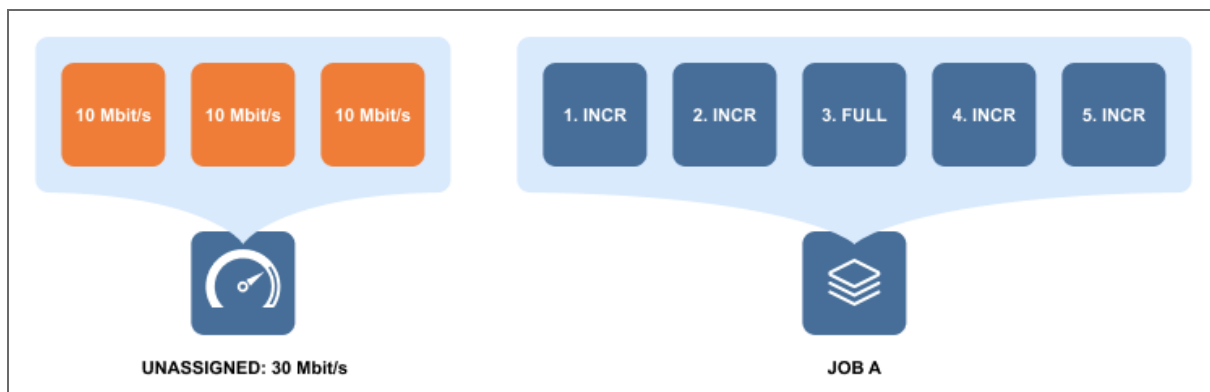 10 Mbit/s
10 Mbit/s
10 Mbit/s
1. INCR
2. INCR
3. FULL
4. INCR
5. INCR
UNASSIGNED: 30 Mbit/s
JOB A